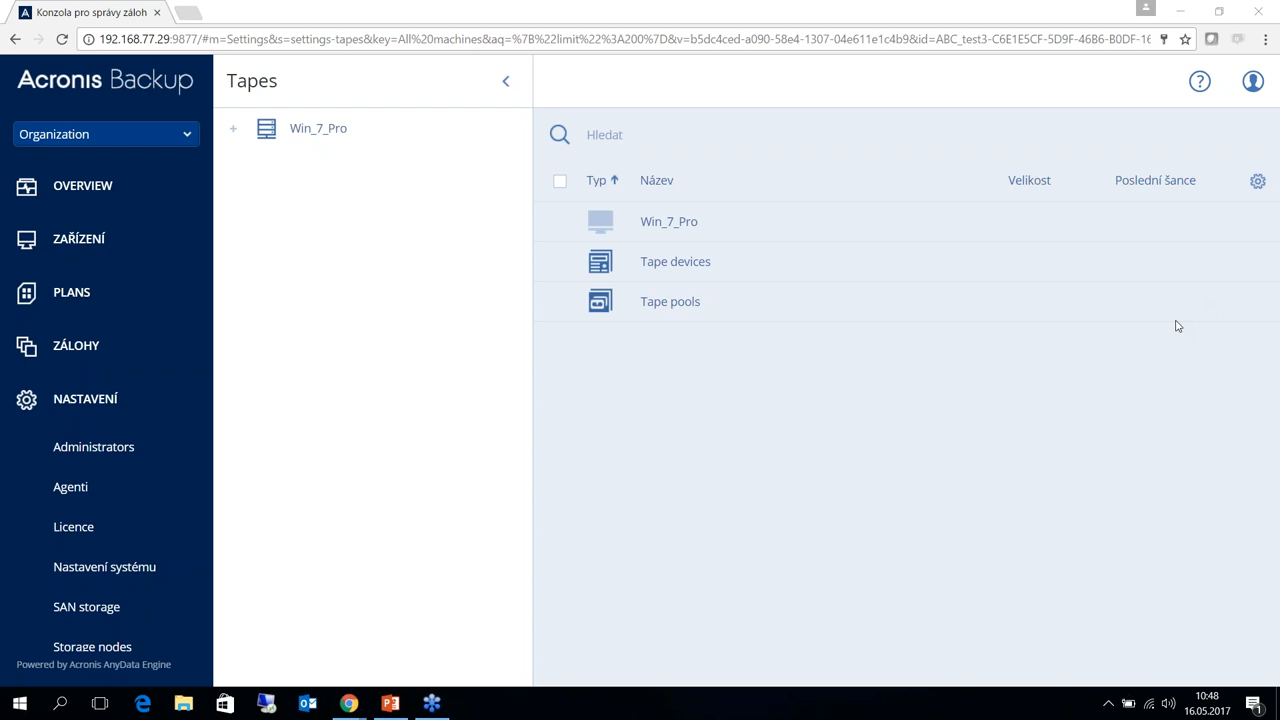 Konzola pro správy záloh
192.168.77.29:9877/#m=Settings&s=settings-tapes&key=All%20machines&aq=%7B%22limit%22%3A200%7D&v=b5dc4ced-a090-58e4-1307-04e611e1c4b9&id=ABC_test3-C6E1E5CF-5D9F-46B6-B0DF-16
Acronis Backup
Tapes
Organization
Win_7_Pro
Hledat
Typ
Název
Velikost
Poslední šance
OVERVIEW
Win_7_Pro
ZAŘÍZENÍ
Tape devices
PLANS
Tape pools
ZÁLOHY
NASTAVENÍ
Administrators
Agenti
Licence
Nastavení systému
SAN storage
Storage nodes
Powered by Acronis AnyData Engine
10:48
16.05.2017